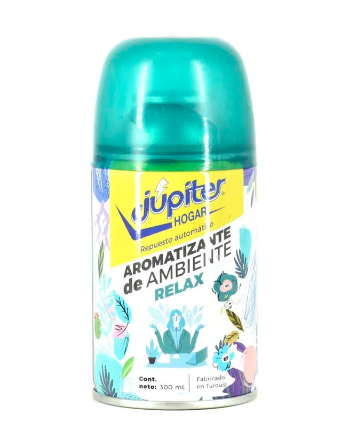 júpiter
HOGAR
Repuesto automático
AROMATIZANTE
de AMBIENTE
RELAX
Cont. Fabricado
neto: 300 mL en Turquía